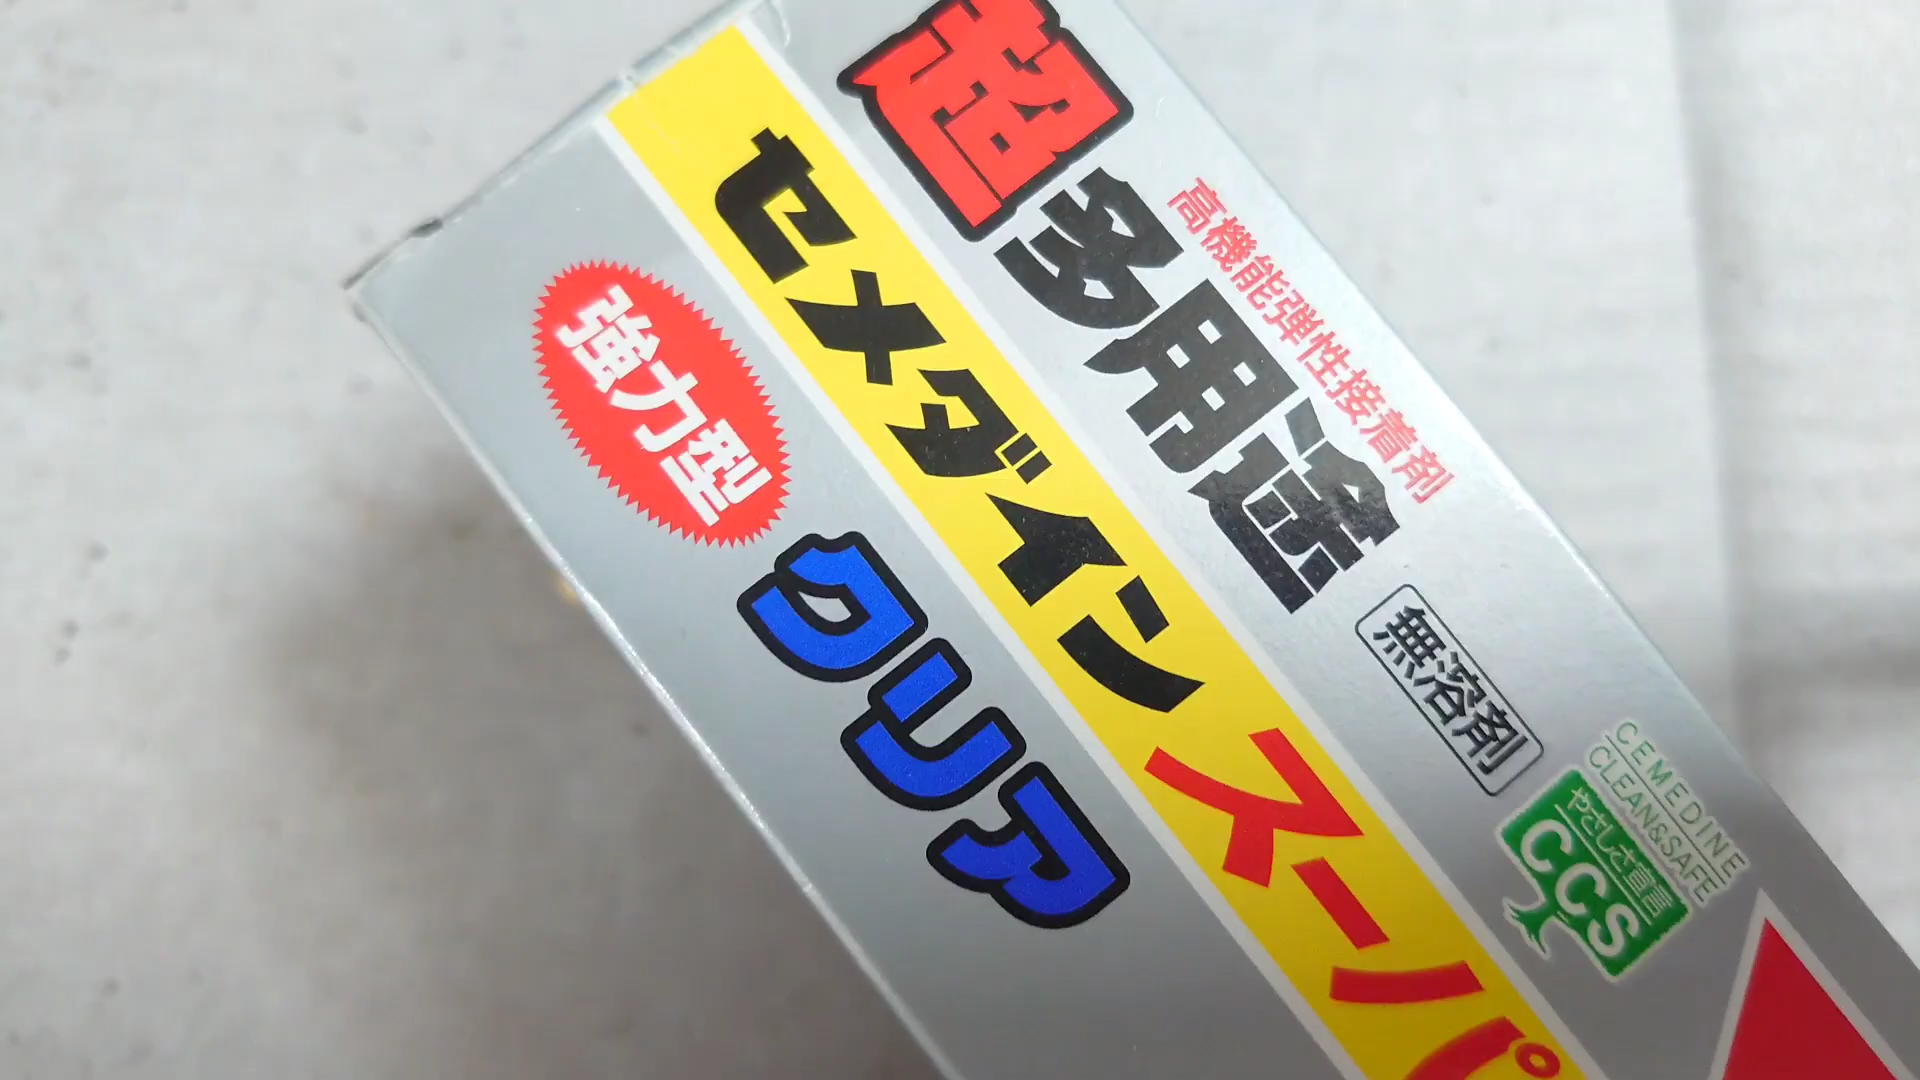 高機能弾性接着剤
超多用途
無溶剤
CEMEDINE
CLEAN&SAFE
やさしさ宣言
CCS
セメダインスーパ
強力型
クリア